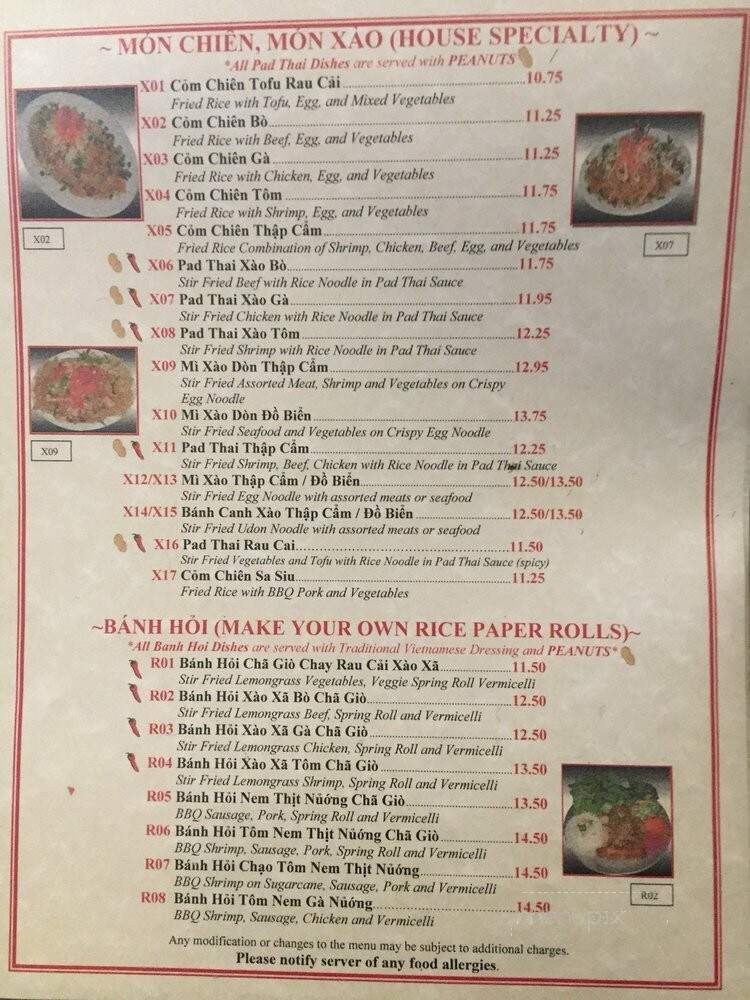 ~ MÓN CHIÊN, MÓN XÀO (HOUSE SPECIALTY) ~
*All Pad Thai Dishes are served with PEANUTS
X01 Cỏm Chiên Tofu Rau Cải 10.75
Fried Rice with Tofu, Egg, and Mixed Vegetables
X02 Cỏm Chiên Bò 11.25
Fried Rice with Beef, Egg, and Vegetables
X03 Cỏm Chiên Gà 11.25
Fried Rice with Chicken, Egg, and Vegetables
X04 Cỏm Chiên Tôm 11.75
Fried Rice with Shrimp, Egg, and Vegetables
X05 Cỏm Chiên Thập Cẩm 11.75
Fried Rice Combination of Shrimp, Chicken, Beef, Egg, and Vegetables
X02
X07
X06 Pad Thai Xào Bò 11.75
Stir Fried Beef with Rice Noodle in Pad Thai Sauce
X07 Pad Thai Xào Gà 11.95
Stir Fried Chicken with Rice Noodle in Pad Thai Sauce
X08 Pad Thai Xào Tôm 12.25
Stir Fried Shrimp with Rice Noodle in Pad Thai Sauce
X09 Mì Xào Dòn Thập Cẩm 12.95
Stir Fried Assorted Meat, Shrimp and Vegetables on Crispy
Egg Noodle
X10 Mì Xào Dòn Đồ Biển 13.75
Stir Fried Seafood and Vegetables on Crispy Egg Noodle
X09
X11 Pad Thai Thập Cẩm 12.25
Stir Fried Shrimp, Beef, Chicken with Rice Noodle in Pad Thai Sauce
X12/X13 Mì Xào Thập Cẩm / Đồ Biển 12.50/13.50
Stir Fried Egg Noodle with assorted meats or seafood
X14/X15 Bánh Canh Xào Thập Cẩm / Đồ Biển 12.50/13.50
Stir Fried Udon Noodle with assorted meats or seafood
X16 Pad Thai Rau Cai 11.50
Stir Fried Vegetables and Tofu with Rice Noodle in Pad Thai Sauce (spicy)
X17 Cỏm Chiên Sa Siu 11.25
Fried Rice with BBQ Pork and Vegetables
~BÁNH HỎI (MAKE YOUR OWN RICE PAPER ROLLS)~
*All Banh Hoi Dishes are served with Traditional Vietnamese Dressing and PEANUTS*
R01 Bánh Hỏi Chã Giò Chay Rau Cải Xào Xã 11.50
Stir Fried Lemongrass Vegetables, Veggie Spring Roll Vermicelli
R02 Bánh Hỏi Xào Xã Bò Chã Giò 12.50
Stir Fried Lemongrass Beef, Spring Roll and Vermicelli
R03 Bánh Hỏi Xào Xã Gà Chã Giò 12.50
Stir Fried Lemongrass Chicken, Spring Roll and Vermicelli
R04 Bánh Hỏi Xào Xã Tôm Chã Giò 13.50
Stir Fried Lemongrass Shrimp, Spring Roll and Vermicelli
R05 Bánh Hỏi Nem Thịt Nủớng Chã Giò 13.50
BBQ Sausage, Pork, Spring Roll and Vermicelli
R06 Bánh Hỏi Tôm Nem Thịt Nủớng Chã Giò 14.50
BBQ Shrimp, Sausage, Pork, Spring Roll and Vermicelli
R07 Bánh Hỏi Chạo Tôm Nem Thịt Nủớng 14.50
BBQ Shrimp on Sugarcane, Sausage, Pork and Vermicelli
R02
R08 Bánh Hỏi Tôm Nem Gà Nủớng 14.50
BBQ Shrimp, Sausage, Chicken and Vermicelli
Any modification or changes to the menu may be subject to additional charges.
Please notify server of any food allergies.